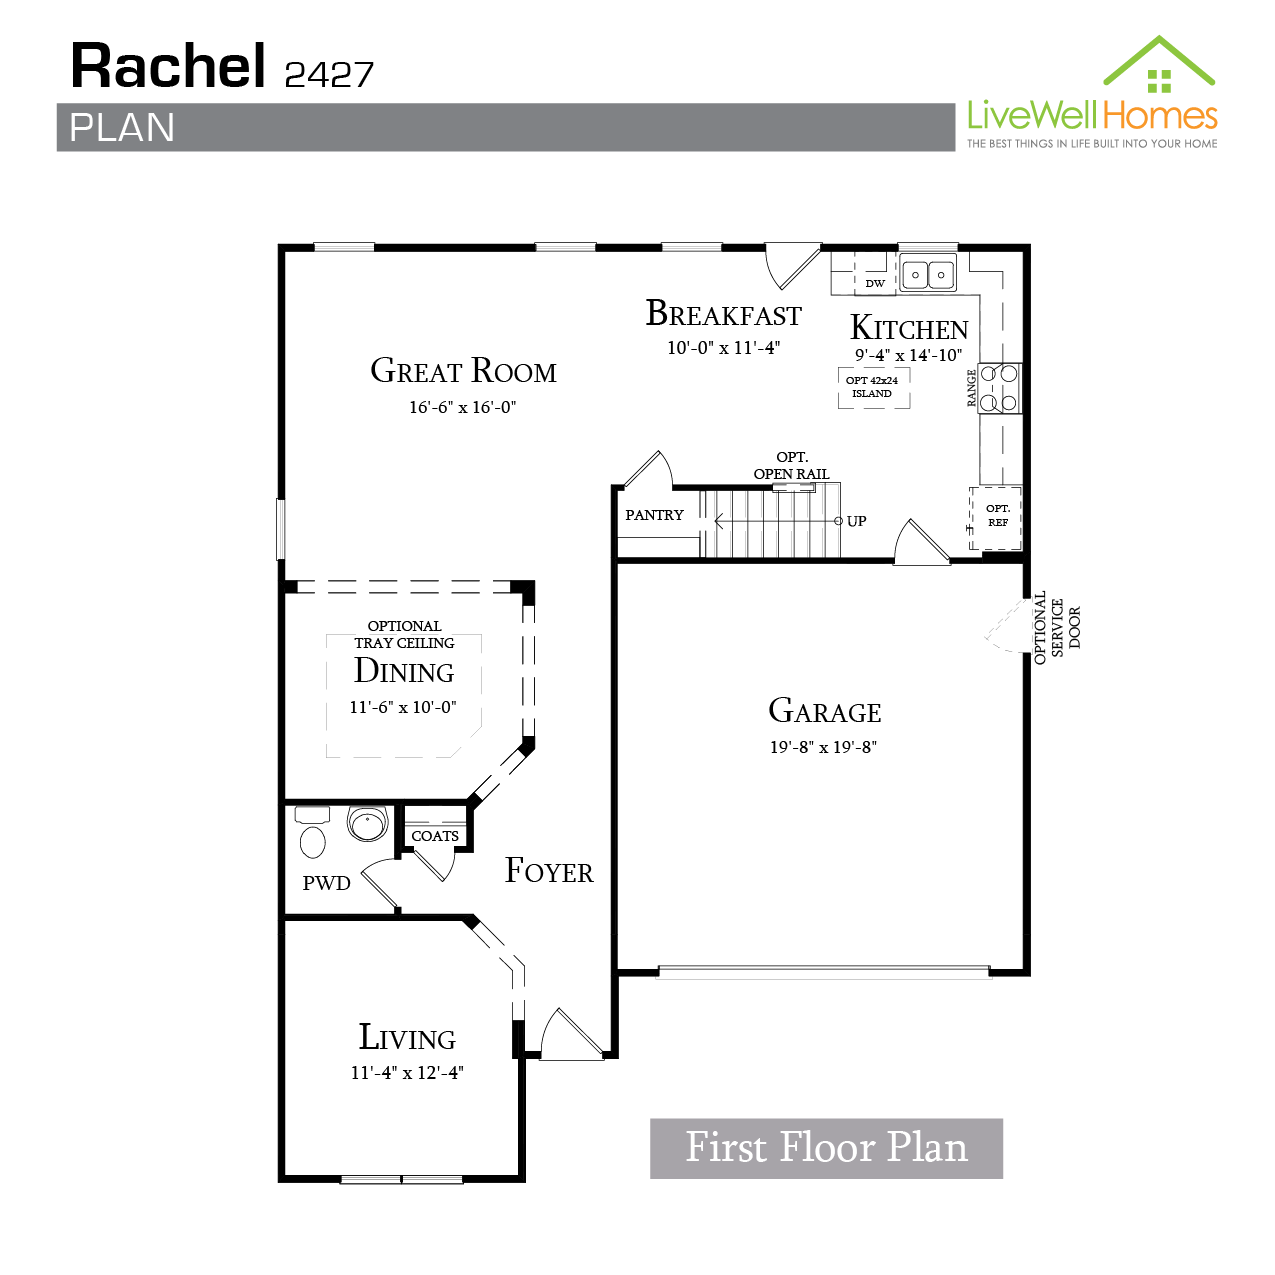 Rachel 2427
PLAN
LiveWellHomes
THE BEST THINGS IN LIFE BUILT INTO YOUR HOME
BREAKFAST
10'-0" x 11'-4"
DW
KITCHEN
9'-4" x 14'-10"
OPT 42x24
ISLAND
RANGE
GREAT ROOM
16'-6" x 16'-0"
OPT.
OPEN RAIL
PANTRY
UP
OPT.
REF
OPTIONAL
SERVICE
DOOR
OPTIONAL
TRAY CEILING
DINING
11'-6" x 10'-0"
GARAGE
19'-8" x 19'-8"
COATS
PWD
FOYER
LIVING
11'-4" x 12'-4"
First Floor Plan